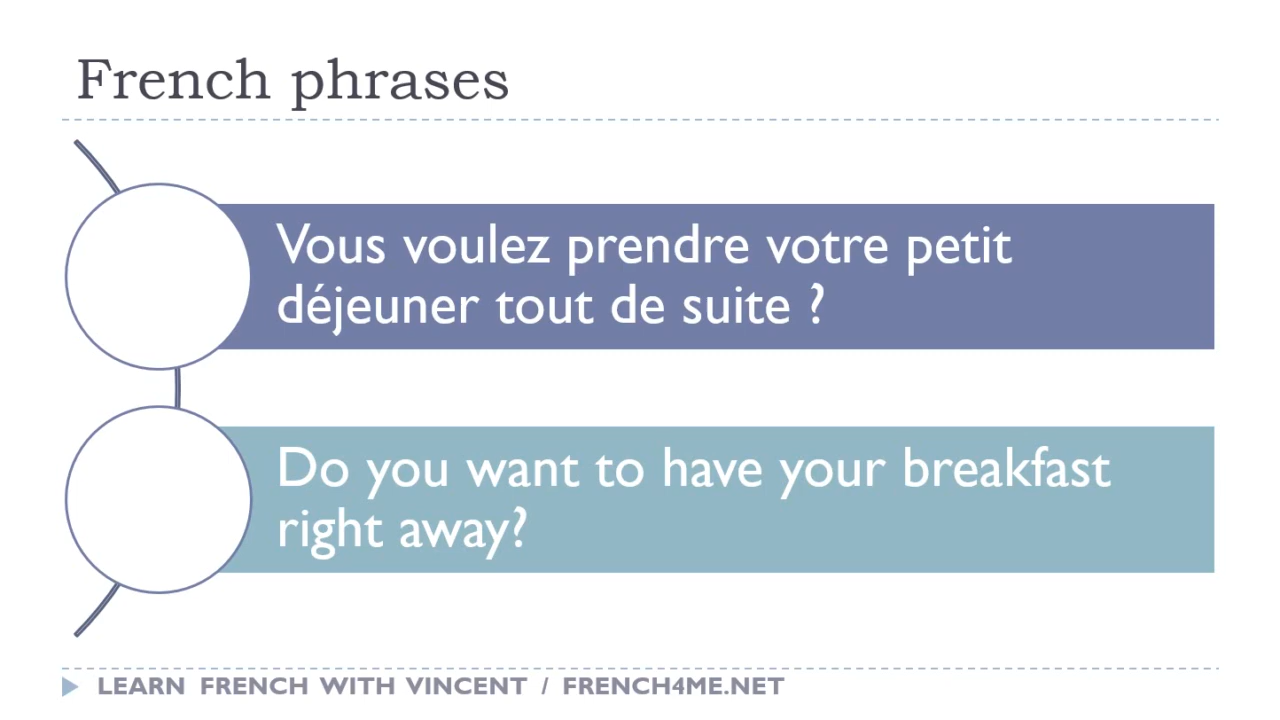 French phrases
Vous voulez prendre votre petit
déjeuner tout de suite ?
Do you want to have your breakfast
right away?
LEARN FRENCH WITH VINCENT / FRENCH4ME.NET